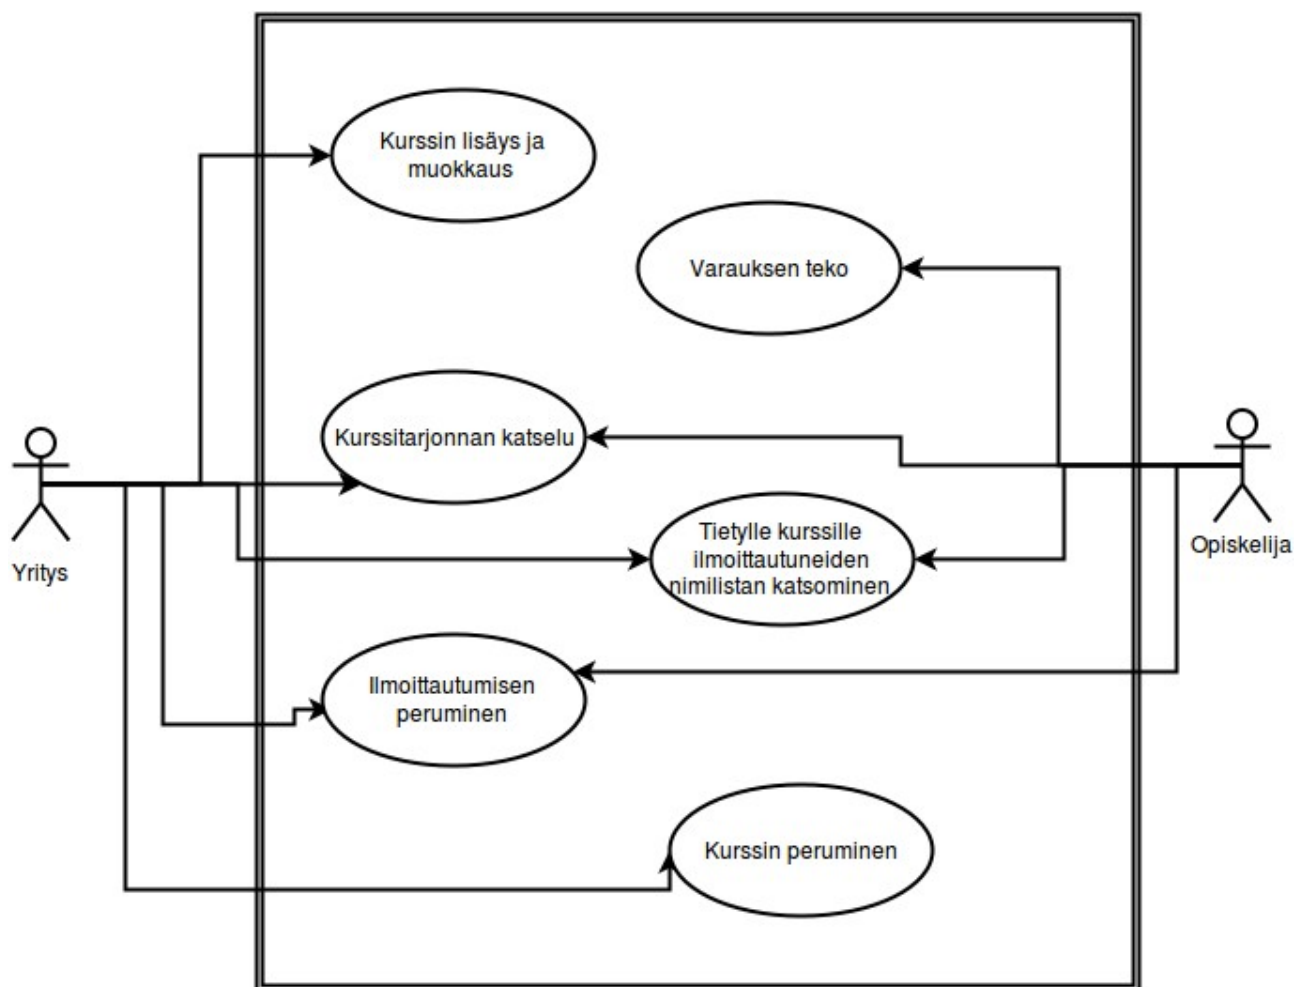 Kurssin lisäys ja
muokkaus
Varauksen teko
Kurssitarjonnan katselu
Tietylle kurssille
ilmoittautuneiden
nimilistan katsominen
Opiskelija
Yritys
Ilmoittautumisen
peruminen
Kurssin peruminen